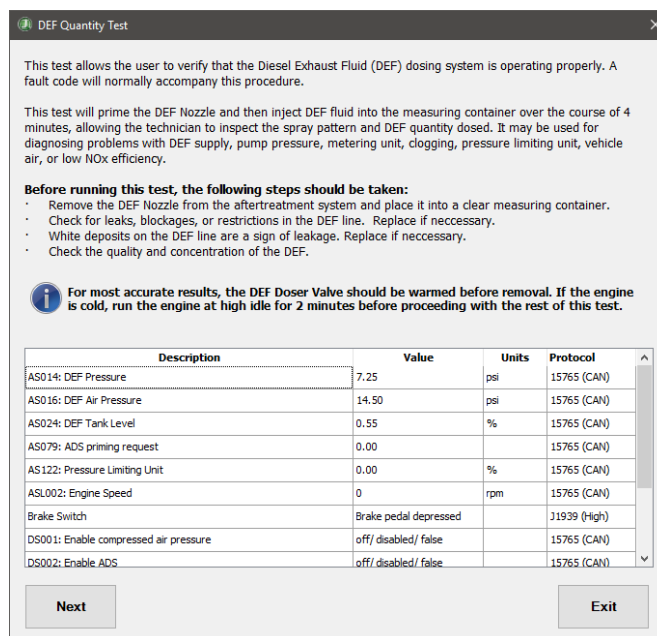 DEF Quantity Test
This test allows the user to verify that the Diesel Exhaust Fluid (DEF) dosing system is operating properly. A
fault code will normally accompany this procedure.
This test will prime the DEF Nozzle and then inject DEF fluid into the measuring container over the course of 4
minutes, allowing the technician to inspect the spray pattern and DEF quantity dosed. It may be used for
diagnosing problems with DEF supply, pump pressure, metering unit, clogging, pressure limiting unit, vehicle
air, or low NOx efficiency.
Before running this test, the following steps should be taken:
· Remove the DEF Nozzle from the aftertreatment system and place it into a clear measuring container.
· Check for leaks, blockages, or restrictions in the DEF line. Replace if neccessary.
· White deposits on the DEF line are a sign of leakage. Replace if neccessary.
· Check the quality and concentration of the DEF.
For most accurate results, the DEF Doser Valve should be warmed before removal. If the engine
is cold, run the engine at high idle for 2 minutes before proceeding with the rest of this test.
Description Value Units Protocol
AS014: DEF Pressure 7.25 psi 15765 (CAN)
AS016: DEF Air Pressure 14.50 psi 15765 (CAN)
AS024: DEF Tank Level 0.55 % 15765 (CAN)
AS079: ADS priming request 0.00 15765 (CAN)
AS122: Pressure Limiting Unit 0.00 % 15765 (CAN)
ASL002: Engine Speed 0 rpm 15765 (CAN)
Brake Switch Brake pedal depressed J1939 (High)
DS001: Enable compressed air pressure off/ disabled/ false 15765 (CAN)
DS002: Enable ADS off/ disabled/ false 15765 (CAN)
Next Exit